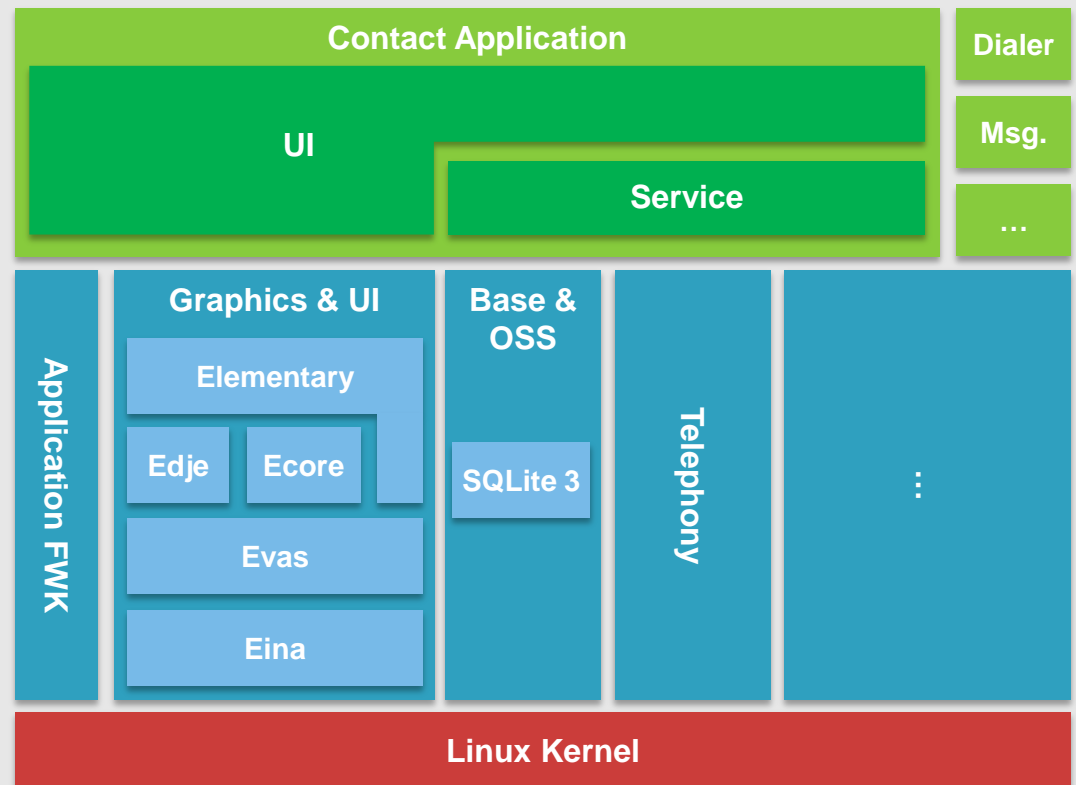 Contact Application
UI
Service
Dialer
Msg.
…
Application FWK
Graphics & UI
Elementary
Edje
Ecore
Evas
Eina
Base &
OSS
SQLite 3
Telephony
…
Linux Kernel